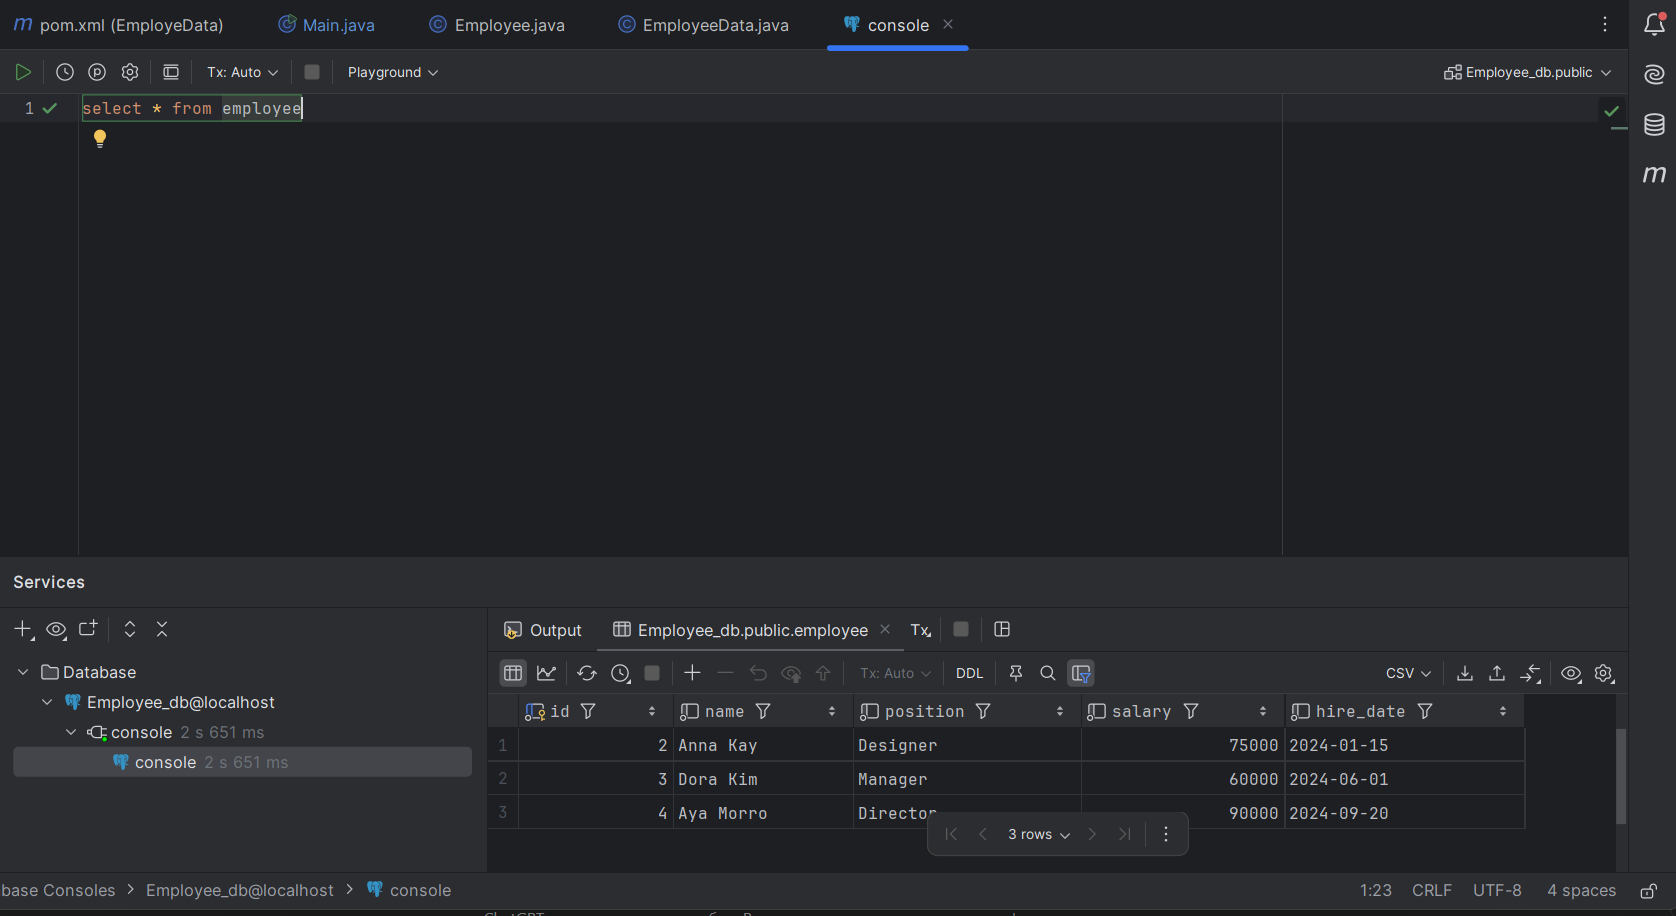 pom.xml (EmployeData) Main.java Employee.java EmployeeData.java console
Tx: Auto Playground Employee_db.public
1 select * from employee
Services
Output Employee_db.public.employee Tx
Tx: Auto DDL CSV
Database
Employee_db@localhost
console 2 s 651 ms
console 2 s 651 ms
id name position salary hire_date
1 2 Anna Kay Designer 75000 2024-01-15
2 3 Dora Kim Manager 60000 2024-06-01
3 4 Aya Morro Director 90000 2024-09-20
3 rows
base Consoles > Employee_db@localhost > console 1:23 CRLF UTF-8 4 spaces